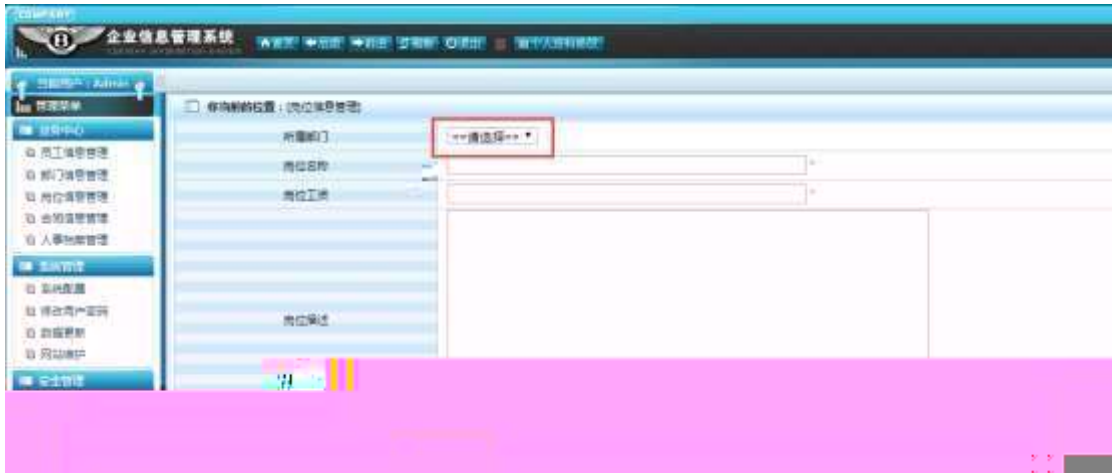 COMPANY
企业信息管理系统
首页 后退 前进 刷新 退出 个人资料修改
当前用户：Admin
管理菜单
你当前的位置：[岗位信息管理]
所属部门 ==请选择==
员工信息管理
部门信息管理
岗位名称 *
岗位信息管理
岗位工资 *
合同信息管理
人事档案管理
系统管理
系统配置
修改用户密码
数据更新
岗位描述
网站维护
安全管理